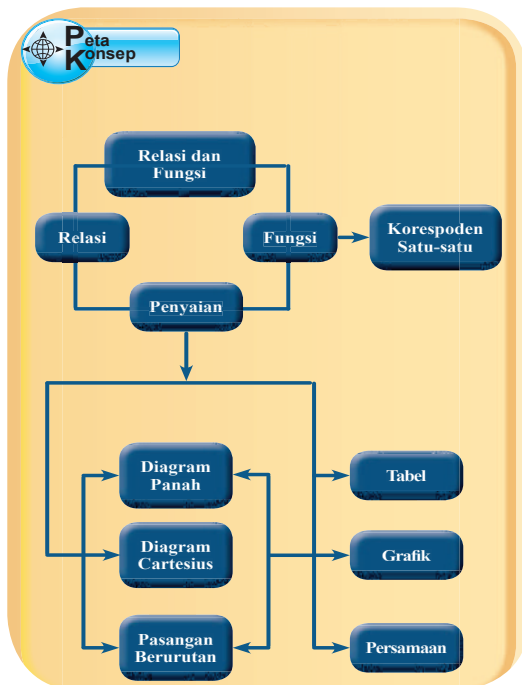 Peta
Konsep
Relasi dan
Fungsi
Relasi
Fungsi
Korespoden
Satu-satu
Penyaian
Diagram
Panah
Tabel
Diagram
Cartesius
Grafik
Pasangan
Berurutan
Persamaan